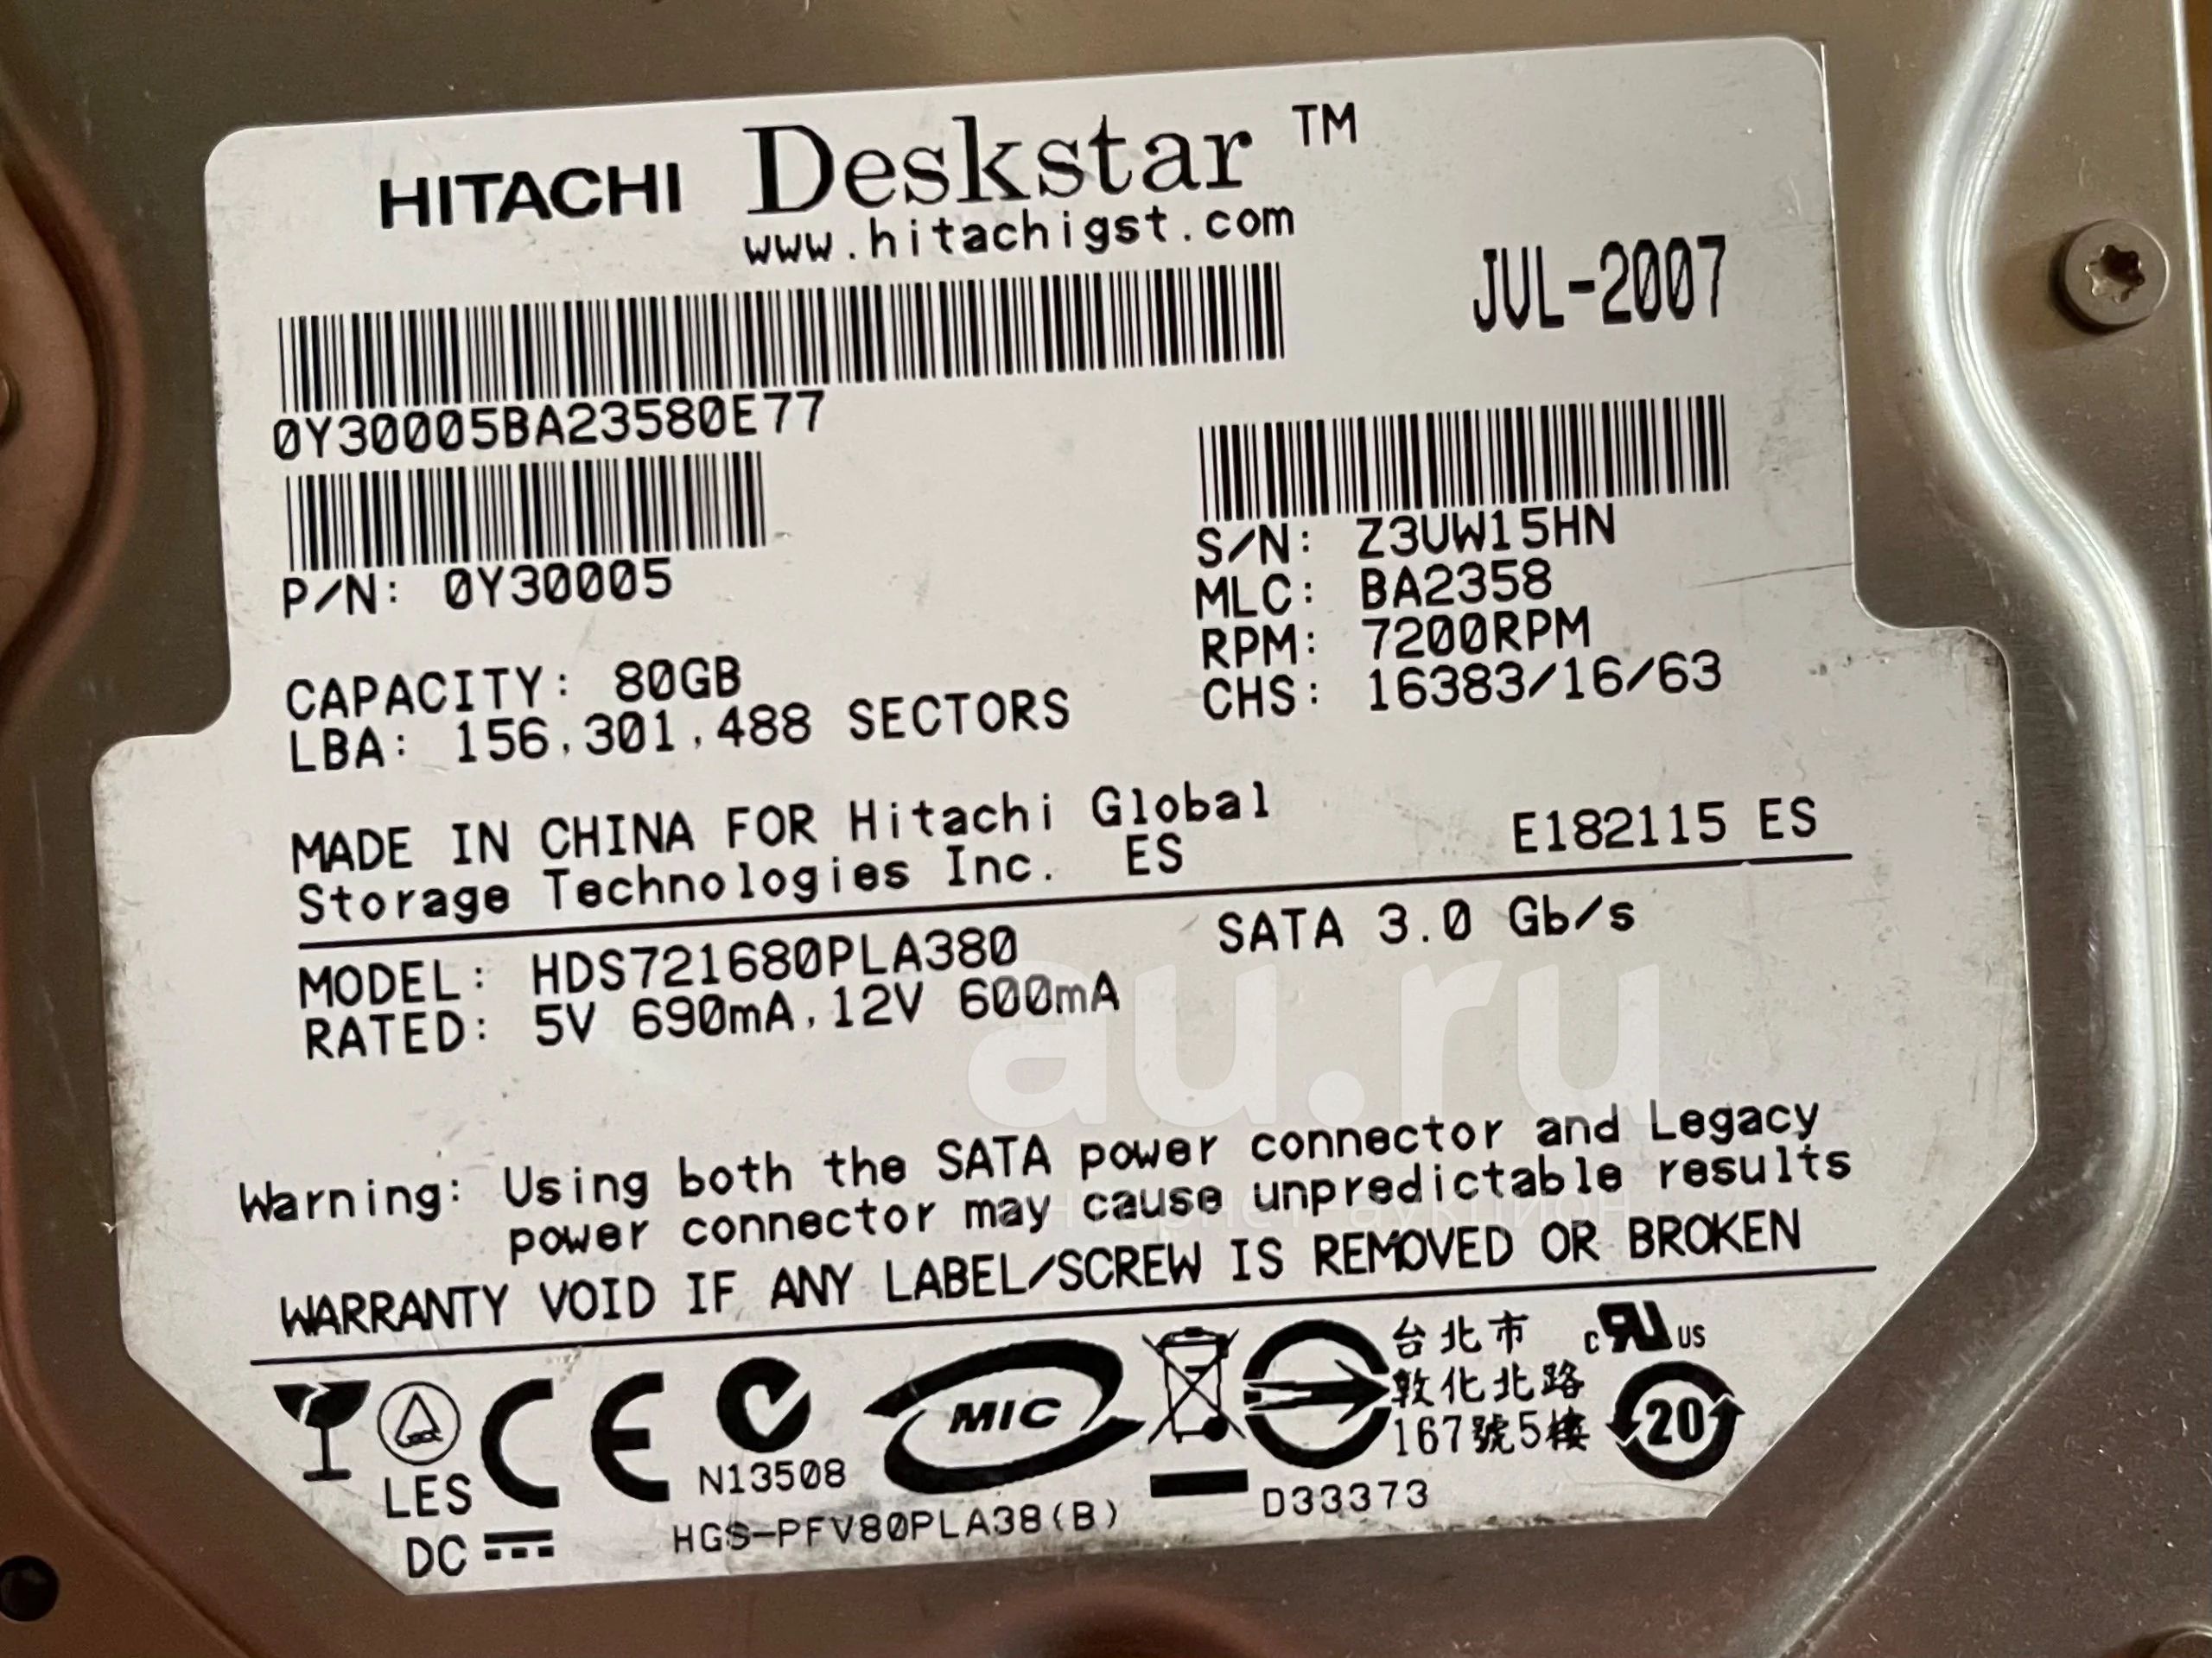 HITACHI Deskstar ™
www.hitachigst.com
JUL-2007
0Y30005BA23580E77
P/N: 0Y30005
S/N: Z3UW15HN
MLC: BA2358
RPM: 7200RPM
CHS: 16383/16/63
CAPACITY: 80GB
LBA: 156,301,488 SECTORS
MADE IN CHINA FOR Hitachi Global
Storage Technologies Inc. ES
E182115 ES
MODEL: HDS721680PLA380
SATA 3.0 Gb/s
RATED: 5V 690mA,12V 600mA
au.ru
Warning: Using both the SATA power connector and Legacy
power connector may cause unpredictable results
интернет-аукцион
WARRANTY VOID IF ANY LABEL/SCREW IS REMOVED OR BROKEN
LES
DC
CE
N13508
MIC
HGS-PFV80PLA38(B)
D33373
台北市
敦化北路
167號5樓
c RU US
20